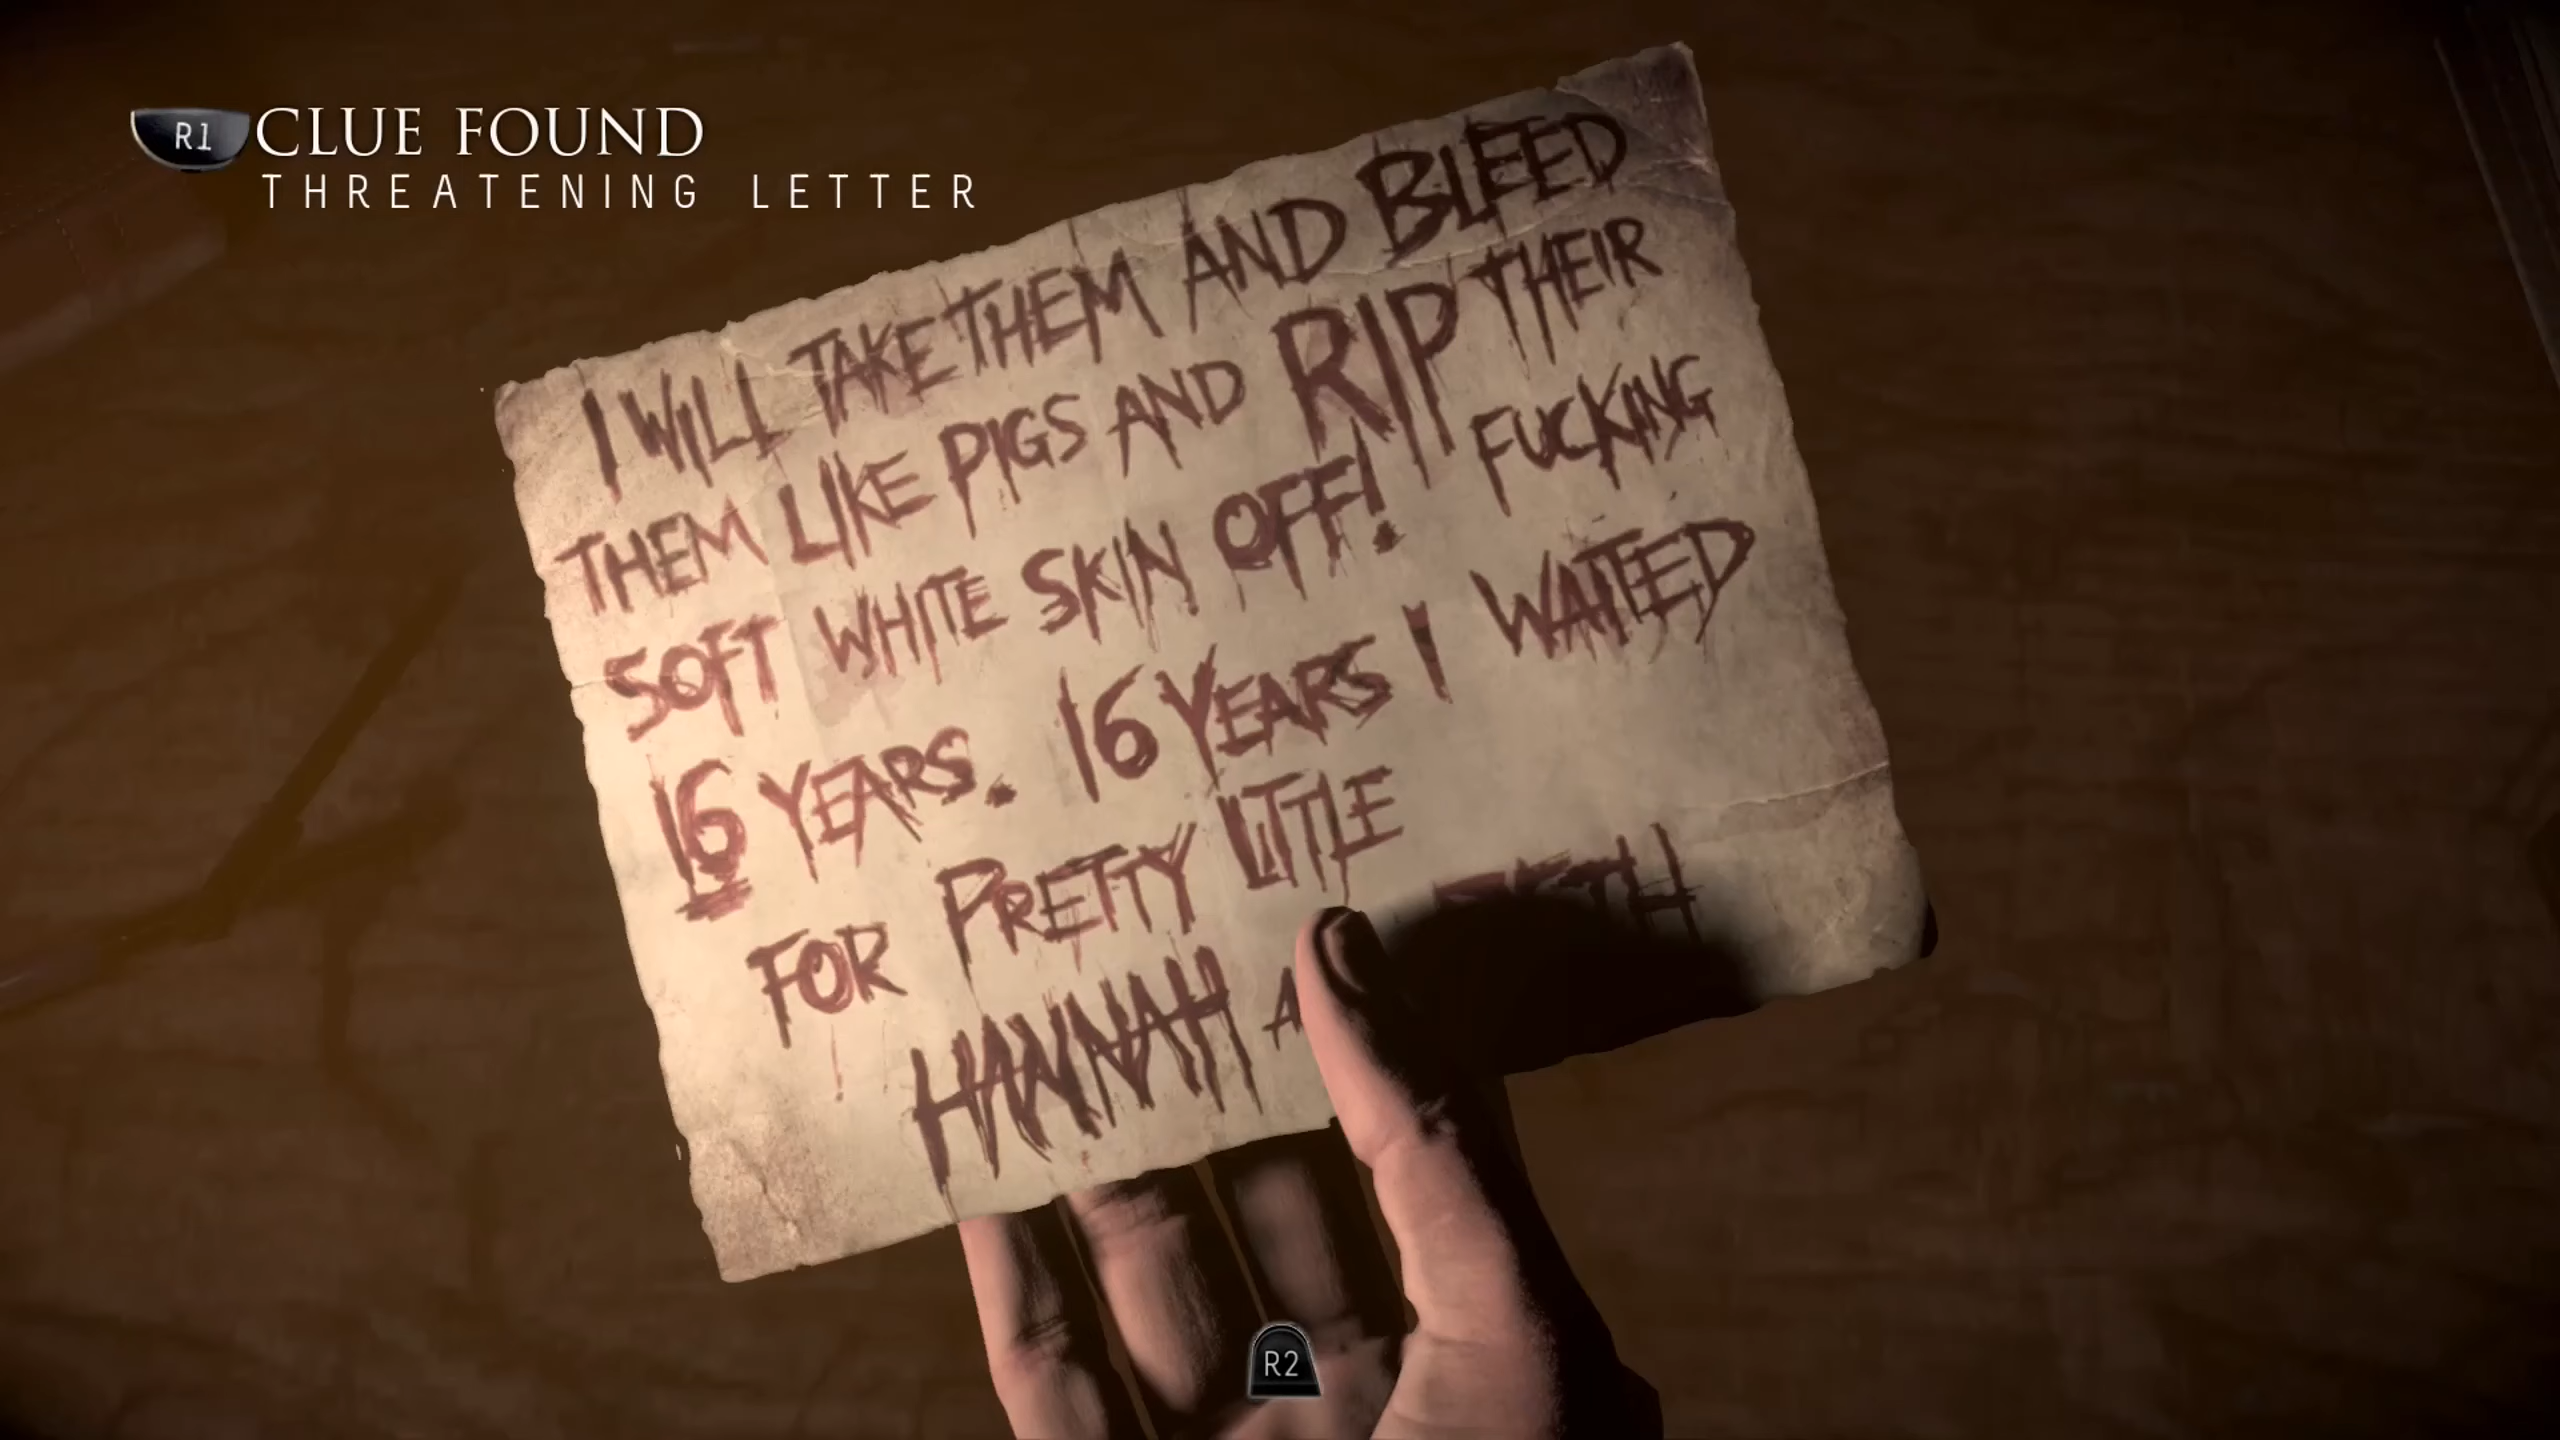 R1 CLUE FOUND
THREATENING LETTER
I WILL TAKE THEM AND BLEED
THEM LIKE PIGS AND RIP THEIR
SOFT WHITE SKIN OFF! FUCKING
16 YEARS. 16 YEARS I WAITED
FOR PRETTY LITTLE
HANNAH
R2